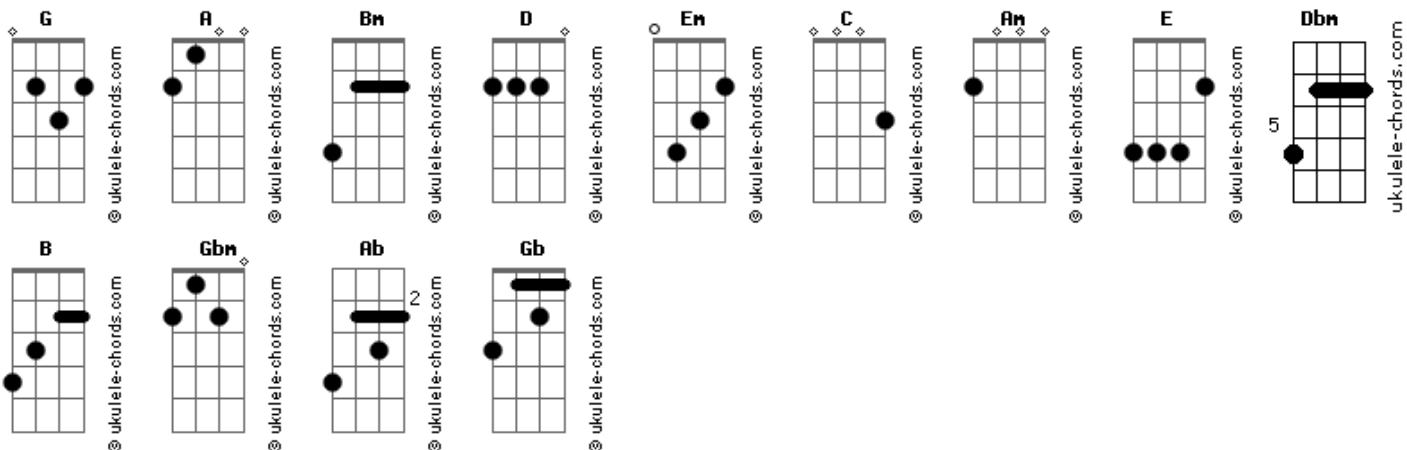 G A Bm D Em C Am E Dbm
© ukulele-chords.com © ukulele-chords.com © ukulele-chords.com © ukulele-chords.com © ukulele-chords.com © ukulele-chords.com © ukulele-chords.com © ukulele-chords.com 5 ukulele-chords.com
B Gbm Ab Gb
© ukulele-chords.com © ukulele-chords.com 2 © ukulele-chords.com © ukulele-chords.com